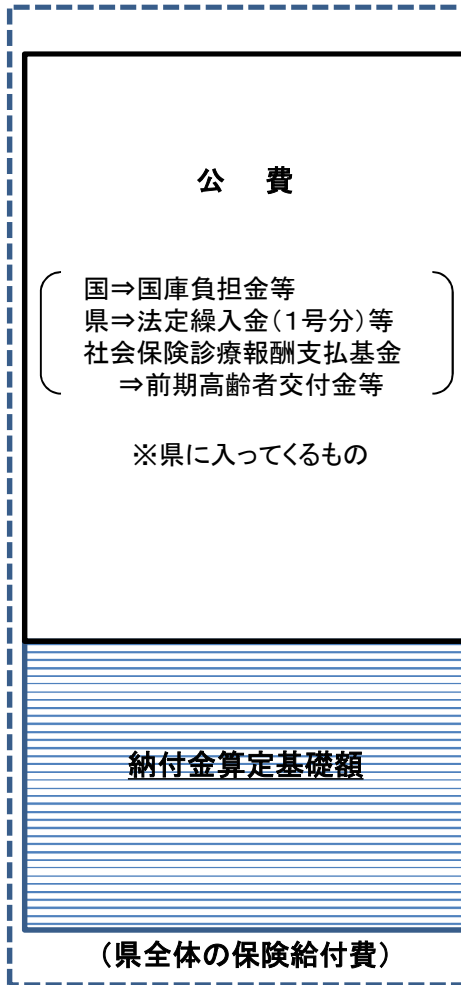 公　費
国⇒国庫負担金等
県⇒法定繰入金(1号分)等
社会保険診療報酬支払基金
⇒前期高齢者交付金等
※県に入ってくるもの
納付金算定基礎額
(県全体の保険給付費)